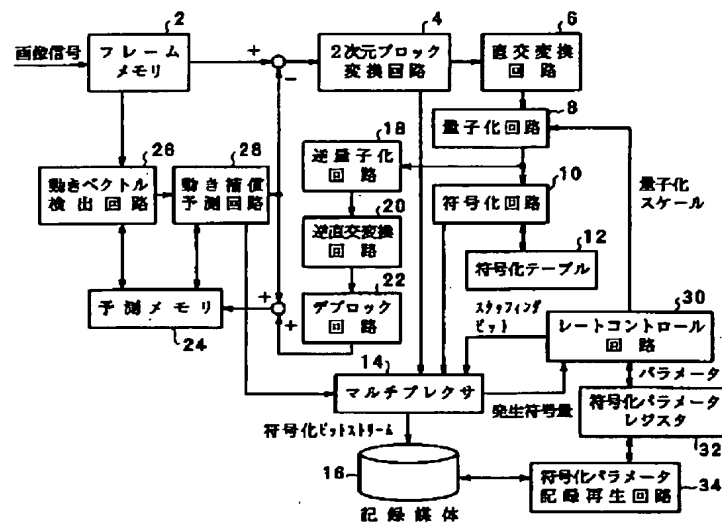 2
4
6
画像信号
フレーム
メモリ
+
-
2次元ブロック
変換回路
直交変換
回路
8
量子化回路
18
26
28
逆量子化
回路
10
動きベクトル
検出回路
動き補償
予測回路
符号化回路
量子化
スケール
20
逆直交変換
回路
12
符号化テーブル
22
+
予測メモリ
+
デブロック
回路
24
スタッフィング
ビット
30
レートコントロール
回路
14
マルチプレクサ
パラメータ
発生符号量
符号化パラメータ
レジスタ
符号化ビットストリーム
32
16
符号化パラメータ
記録再生回路
34
記録媒体